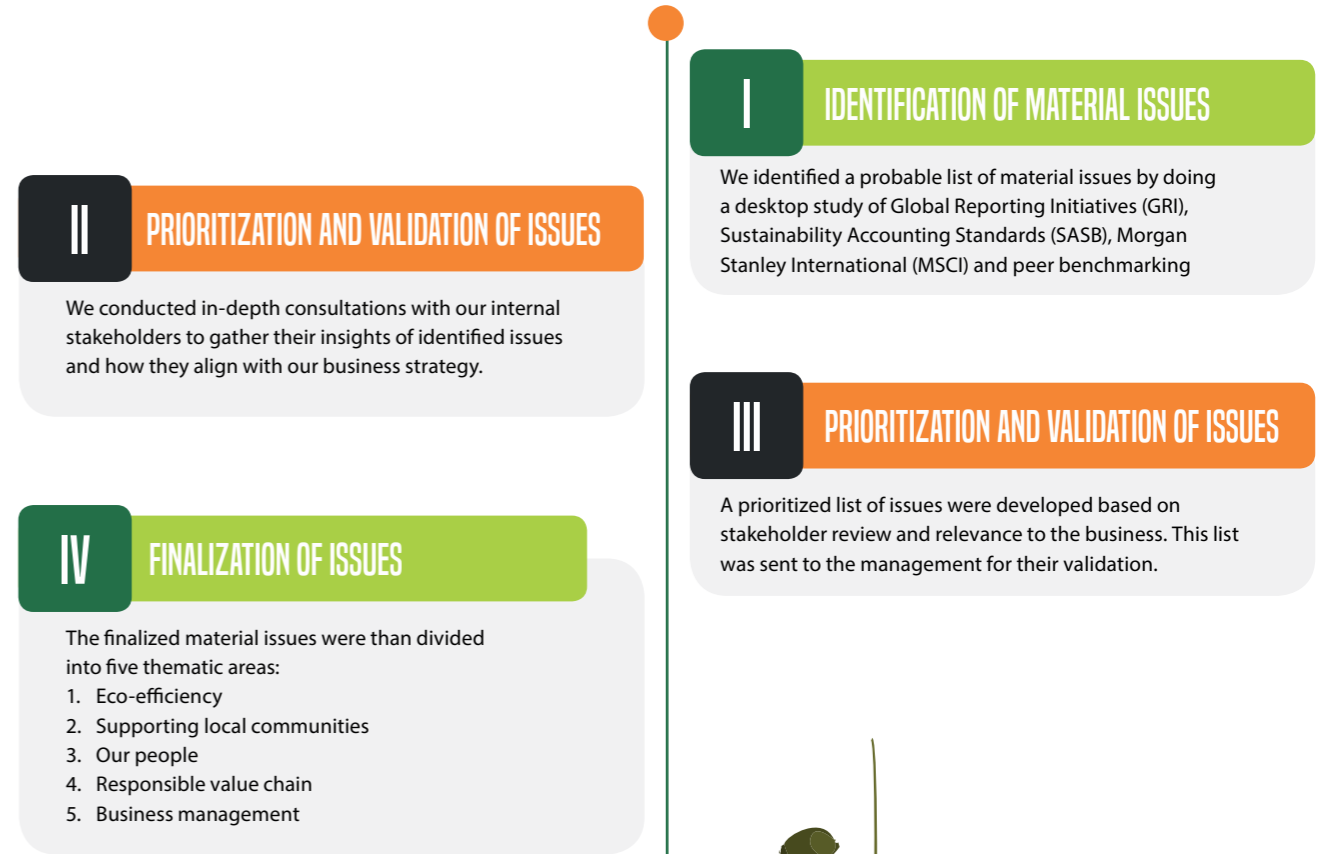 I
IDENTIFICATION OF MATERIAL ISSUES
We identified a probable list of material issues by doing
a desktop study of Global Reporting Initiatives (GRI),
Sustainability Accounting Standards (SASB), Morgan
Stanley International (MSCI) and peer benchmarking
II
PRIORITIZATION AND VALIDATION OF ISSUES
We conducted in-depth consultations with our internal
stakeholders to gather their insights of identified issues
and how they align with our business strategy.
III
PRIORITIZATION AND VALIDATION OF ISSUES
A prioritized list of issues were developed based on
stakeholder review and relevance to the business. This list
was sent to the management for their validation.
IV
FINALIZATION OF ISSUES
The finalized material issues were than divided
into five thematic areas:
1. Eco-efficiency
2. Supporting local communities
3. Our people
4. Responsible value chain
5. Business management